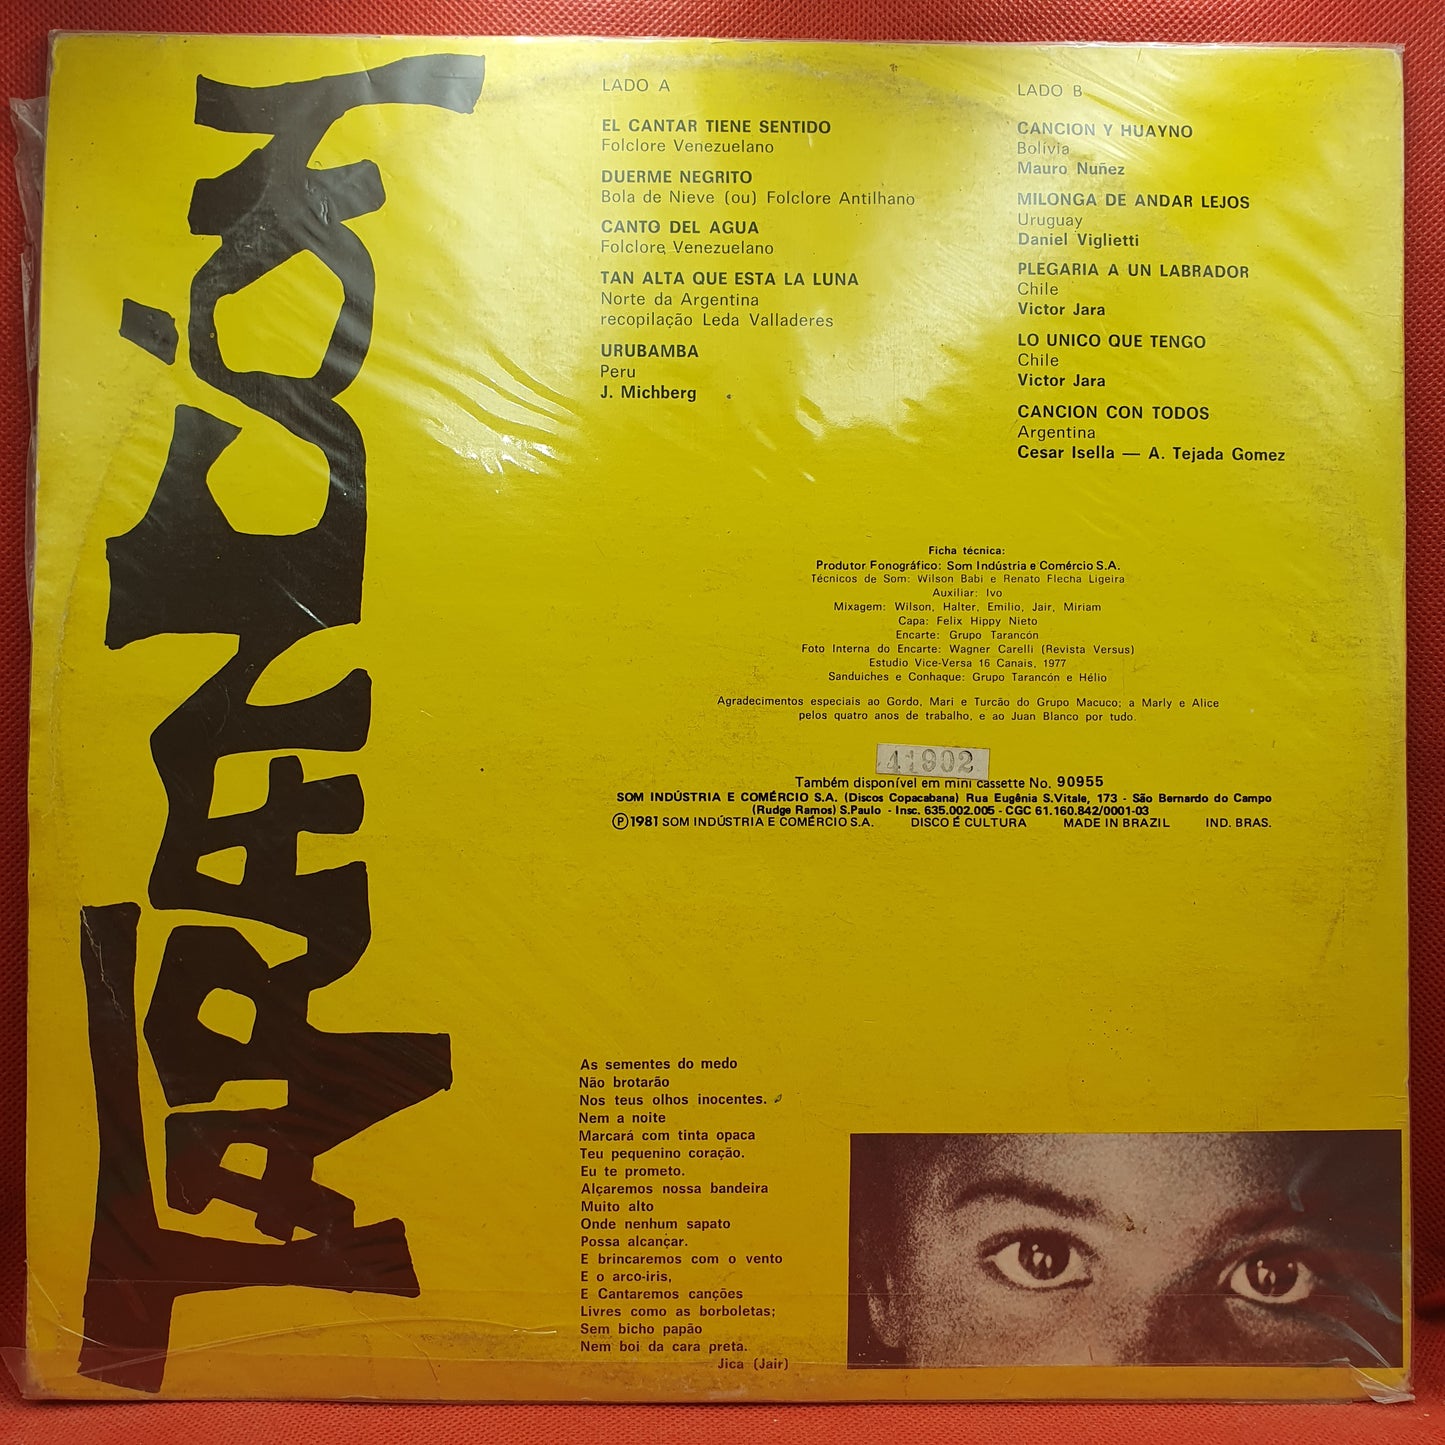 TARANCÓN
LADO A
EL CANTAR TIENE SENTIDO
Folclore Venezuelano
DUERME NEGRITO
Bola de Nieve (ou) Folclore Antilhano
CANTO DEL AGUA
Folclore Venezuelano
TAN ALTA QUE ESTA LA LUNA
Norte da Argentina
recopilação Leda Valladeres
URUBAMBA
Peru
J. Michberg
LADO B
CANCION Y HUAYNO
Bolívia
Mauro Nuñez
MILONGA DE ANDAR LEJOS
Uruguay
Daniel Viglietti
PLEGARIA A UN LABRADOR
Chile
Victor Jara
LO UNICO QUE TENGO
Chile
Victor Jara
CANCION CON TODOS
Argentina
Cesar Isella — A. Tejada Gomez
Ficha técnica:
Produtor Fonográfico: Som Indústria e Comércio S.A.
Técnicos de Som: Wilson Babi e Renato Flecha Ligeira
Auxiliar: Ivo
Mixagem: Wilson, Halter, Emilio, Jair, Miriam
Capa: Felix Hippy Nieto
Encarte: Grupo Tarancón
Foto Interna do Encarte: Wagner Carelli (Revista Versus)
Estudio Vice-Versa 16 Canais, 1977
Sanduiches e Conhaque: Grupo Tarancón e Hélio
Agradecimentos especiais ao Gordo, Mari e Turcão do Grupo Macuco; a Marly e Alice
pelos quatro anos de trabalho, e ao Juan Blanco por tudo.
41902
Também disponível em mini cassette No. 90955
SOM INDÚSTRIA E COMÉRCIO S.A. (Discos Copacabana) Rua Eugênia S.Vitale, 173 - São Bernardo do Campo
(Rudge Ramos) S.Paulo - Insc. 635.002.005 - CGC 61.160.842/0001-03
Ⓟ1981 SOM INDÚSTRIA E COMÉRCIO S.A. DISCO É CULTURA MADE IN BRAZIL IND. BRAS.
As sementes do medo
Não brotarão
Nos teus olhos inocentes.
Nem a noite
Marcará com tinta opaca
Teu pequenino coração.
Eu te prometo.
Alçaremos nossa bandeira
Muito alto
Onde nenhum sapato
Possa alcançar.
E brincaremos com o vento
E o arco-iris,
E Cantaremos canções
Livres como as borboletas;
Sem bicho papão
Nem boi da cara preta.
Jica (Jair)